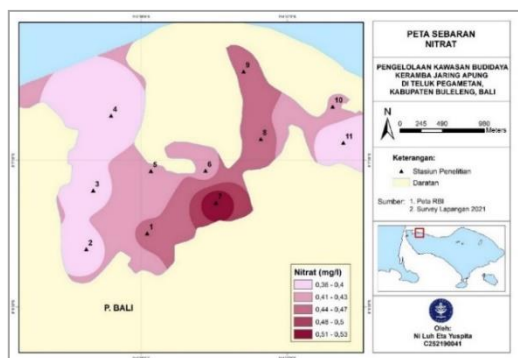 PETA SEBARAN
NITRAT
PENGELOLAAN KAWASAN BUDIDAYA
KERAMBA JARING APUNG
DI TELUK PEGAMETAN,
KABUPATEN BULELENG, BALI
N
0 245 490 980
Meters
Keterangan:
Stasiun Penelitian
Daratan
Sumber: 1. Peta RBI
2. Survey Lapangan 2021
Oleh:
Ni Luh Eta Yuspita
C252190041
9
10
4
8
11
5
6
3
7
1
2
P. BALI
Nitrat (mg/l)
0,38 - 0,4
0,41 - 0,43
0,44 - 0,47
0,48 - 0,5
0,51 - 0,53